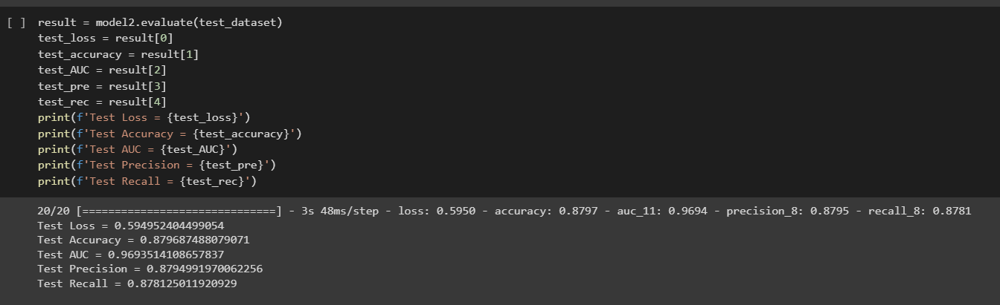 [ ] result = model2.evaluate(test_dataset)
test_loss = result[0]
test_accuracy = result[1]
test_AUC = result[2]
test_pre = result[3]
test_rec = result[4]
print(f'Test Loss = {test_loss}')
print(f'Test Accuracy = {test_accuracy}')
print(f'Test AUC = {test_AUC}')
print(f'Test Precision = {test_pre}')
print(f'Test Recall = {test_rec}')
20/20 [==============================] - 3s 48ms/step - loss: 0.5950 - accuracy: 0.8797 - auc_11: 0.9694 - precision_8: 0.8795 - recall_8: 0.8781
Test Loss = 0.594952404499054
Test Accuracy = 0.879687488079071
Test AUC = 0.9693514108657837
Test Precision = 0.8794991970062256
Test Recall = 0.878125011920929